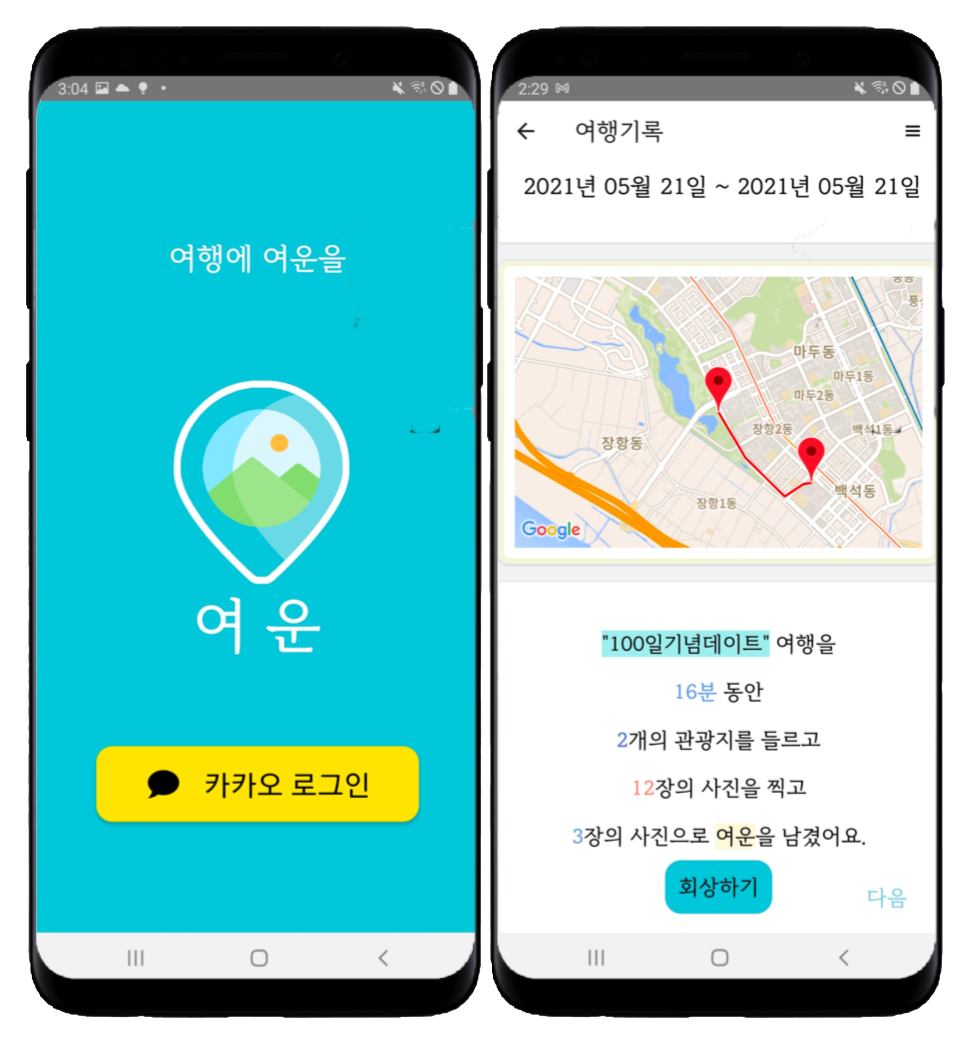 3:04
여행에 여운을
여 운
카카오 로그인
2:29
여행기록
2021년 05월 21일 ~ 2021년 05월 21일
마두동
마두1동
마두2동
장항2동
백석1동
장항동
백석동
장항1동
Google
"100일기념데이트" 여행을
16분 동안
2개의 관광지를 들르고
12장의 사진을 찍고
3장의 사진으로 여운을 남겼어요.
회상하기
다음